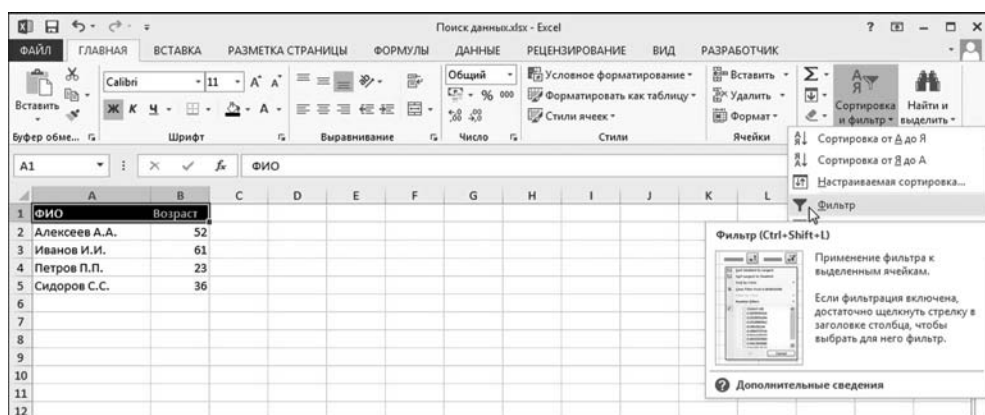 Поиск данных.xlsx - Excel
ФАЙЛ ГЛАВНАЯ ВСТАВКА РАЗМЕТКА СТРАНИЦЫ ФОРМУЛЫ ДАННЫЕ РЕЦЕНЗИРОВАНИЕ ВИД РАЗРАБОТЧИК
Вставить
Calibri 11
Ж К Ч
Общий
% 000
Условное форматирование
Форматировать как таблицу
Стили ячеек
Вставить
Удалить
Формат
Сортировка и фильтр
Найти и выделить
Буфер обме... Шрифт Выравнивание Число Стили Ячейки
Сортировка от А до Я
Сортировка от Я до А
Настраиваемая сортировка...
Фильтр
A1 fx ФИО
A B C D E F G H I J K L
1 ФИО Возраст
2 Алексеев А.А. 52
3 Иванов И.И. 61
4 Петров П.П. 23
5 Сидоров С.С. 36
6
7
8
9
10
11
12
Фильтр (Ctrl+Shift+L)
Применение фильтра к
выделенным ячейкам.
Если фильтрация включена,
достаточно щелкнуть стрелку в
заголовке столбца, чтобы
выбрать для него фильтр.
Дополнительные сведения